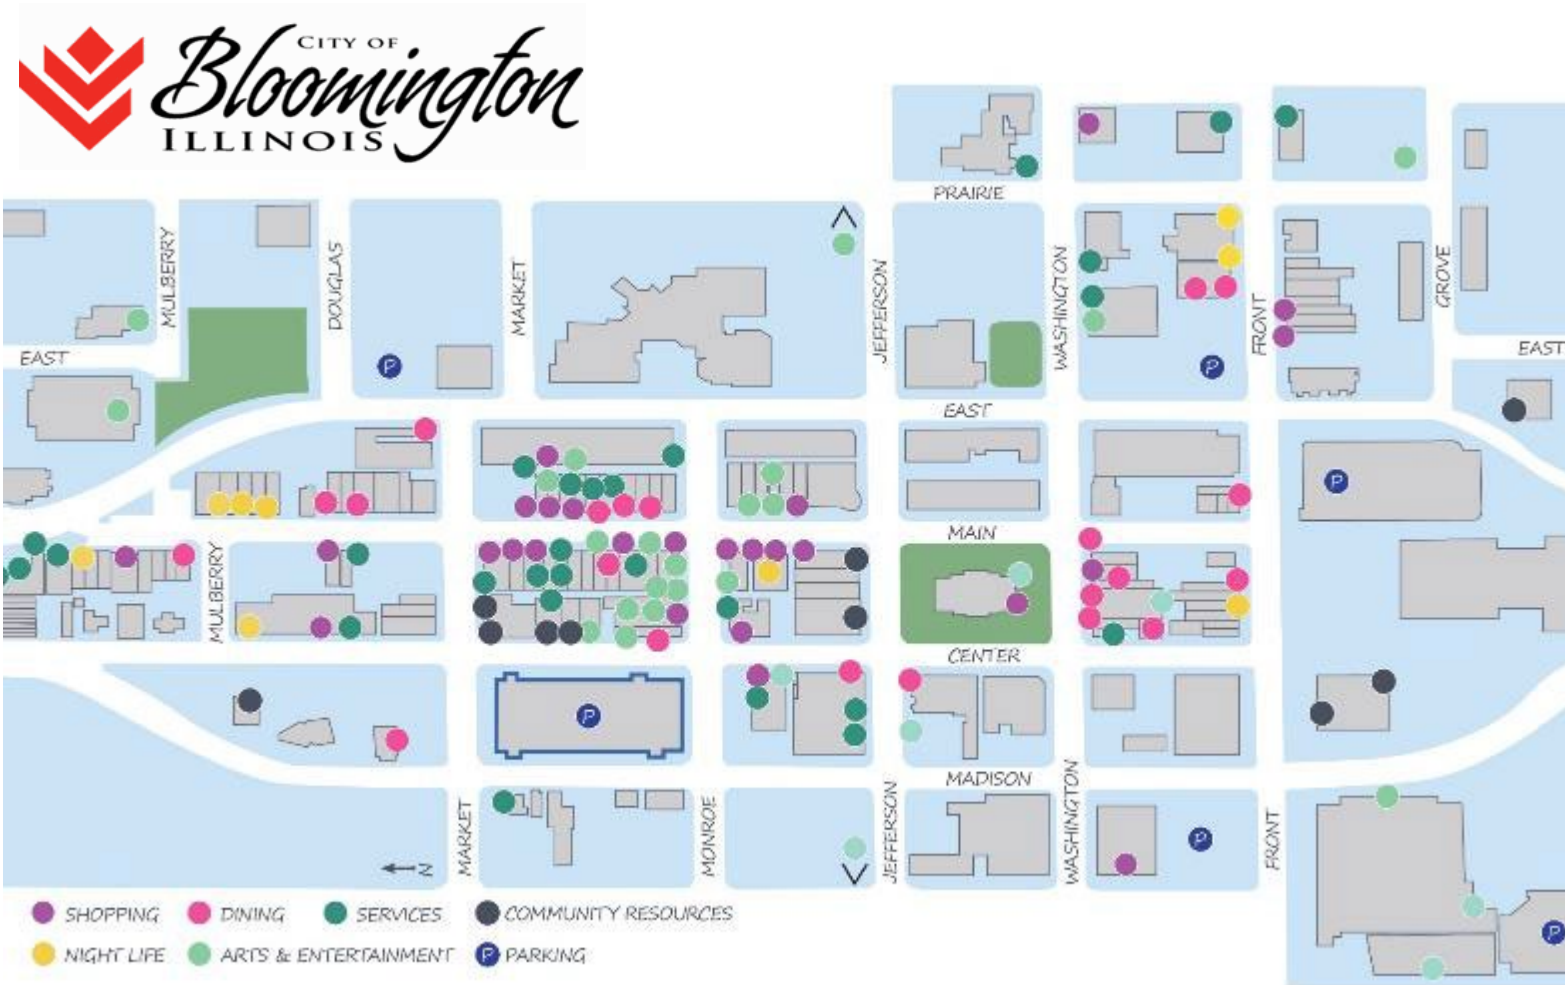 CITY OF
Bloomington
ILLINOIS
PRAIRIE
MULBERRY
DOUGLAS
MARKET
JEFFERSON
WASHINGTON
FRONT
GROVE
EAST
P
P
EAST
EAST
P
MAIN
MULBERRY
CENTER
P
MADISON
MARKET
MONROE
JEFFERSON
WASHINGTON
P
FRONT
N
SHOPPING
DINING
SERVICES
COMMUNITY RESOURCES
NIGHT LIFE
ARTS & ENTERTAINMENT
P PARKING
P